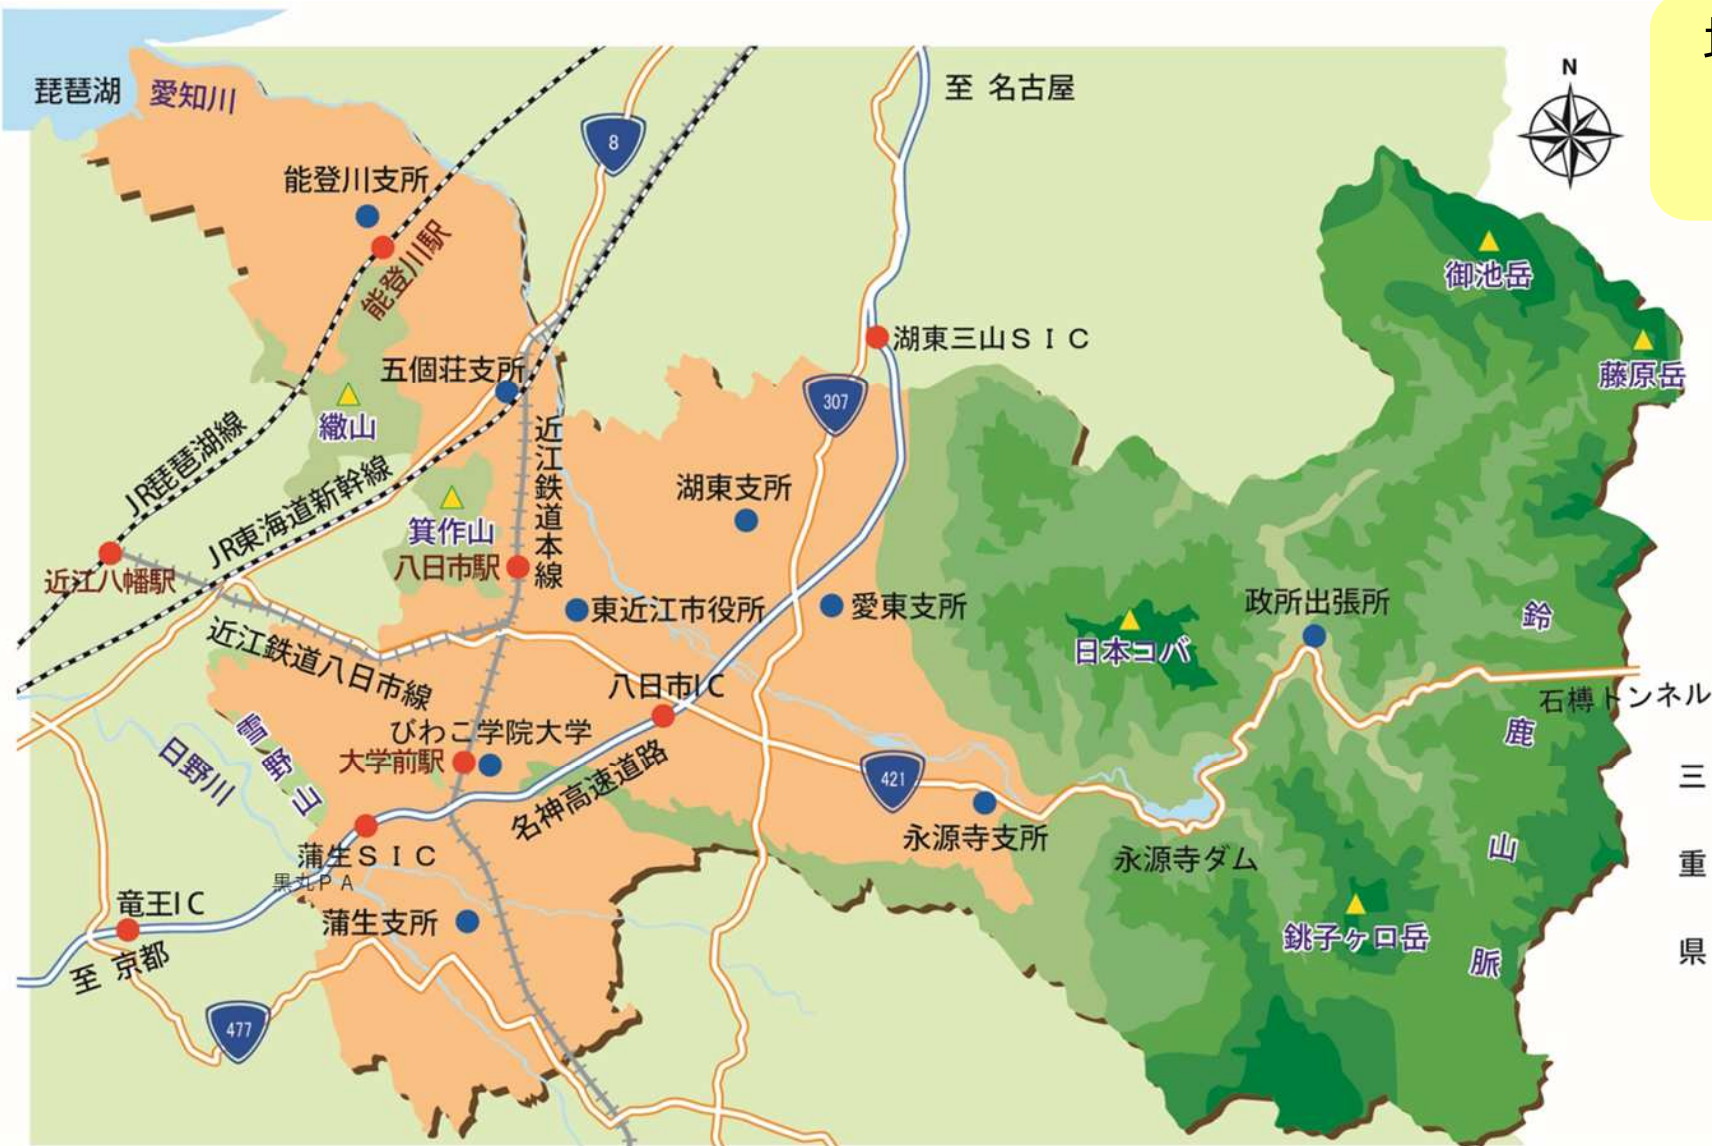 琵琶湖
愛知川
至 名古屋
N
8
能登川支所
能登川駅
御池岳
湖東三山SIC
藤原岳
五個荘支所
307
繖山
近江鉄道本線
JR琵琶湖線
JR東海道新幹線
湖東支所
箕作山
八日市駅
近江八幡駅
東近江市役所
愛東支所
政所出張所
日本コバ
近江鉄道八日市線
八日市IC
石榑トンネル
鈴鹿山脈
雪野山
日野川
びわこ学院大学
大学前駅
名神高速道路
421
三重県
永源寺支所
永源寺ダム
蒲生SIC
黒丸PA
竜王IC
蒲生支所
銚子ヶ口岳
至 京都
477